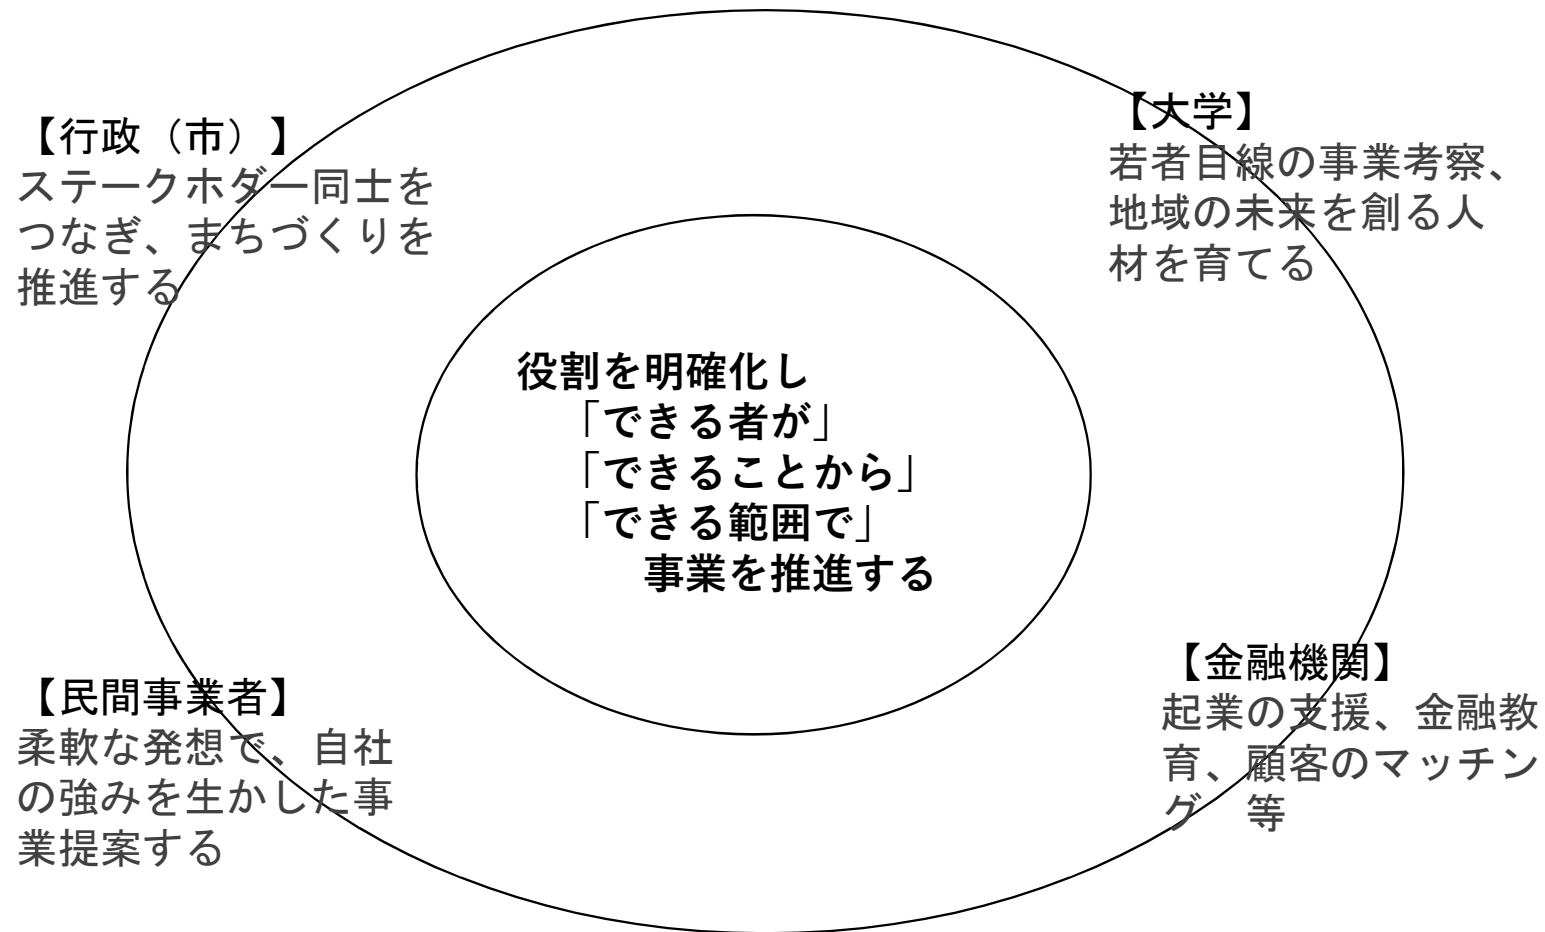 【行政（市）】
ステークホダー同士を
つなぎ、まちづくりを
推進する
【大学】
若者目線の事業考察、
地域の未来を創る人
材を育てる
役割を明確化し
「できる者が」
「できることから」
「できる範囲で」
事業を推進する
【民間事業者】
柔軟な発想で、自社
の強みを生かした事
業提案する
【金融機関】
起業の支援、金融教
育、顧客のマッチン
グ　等